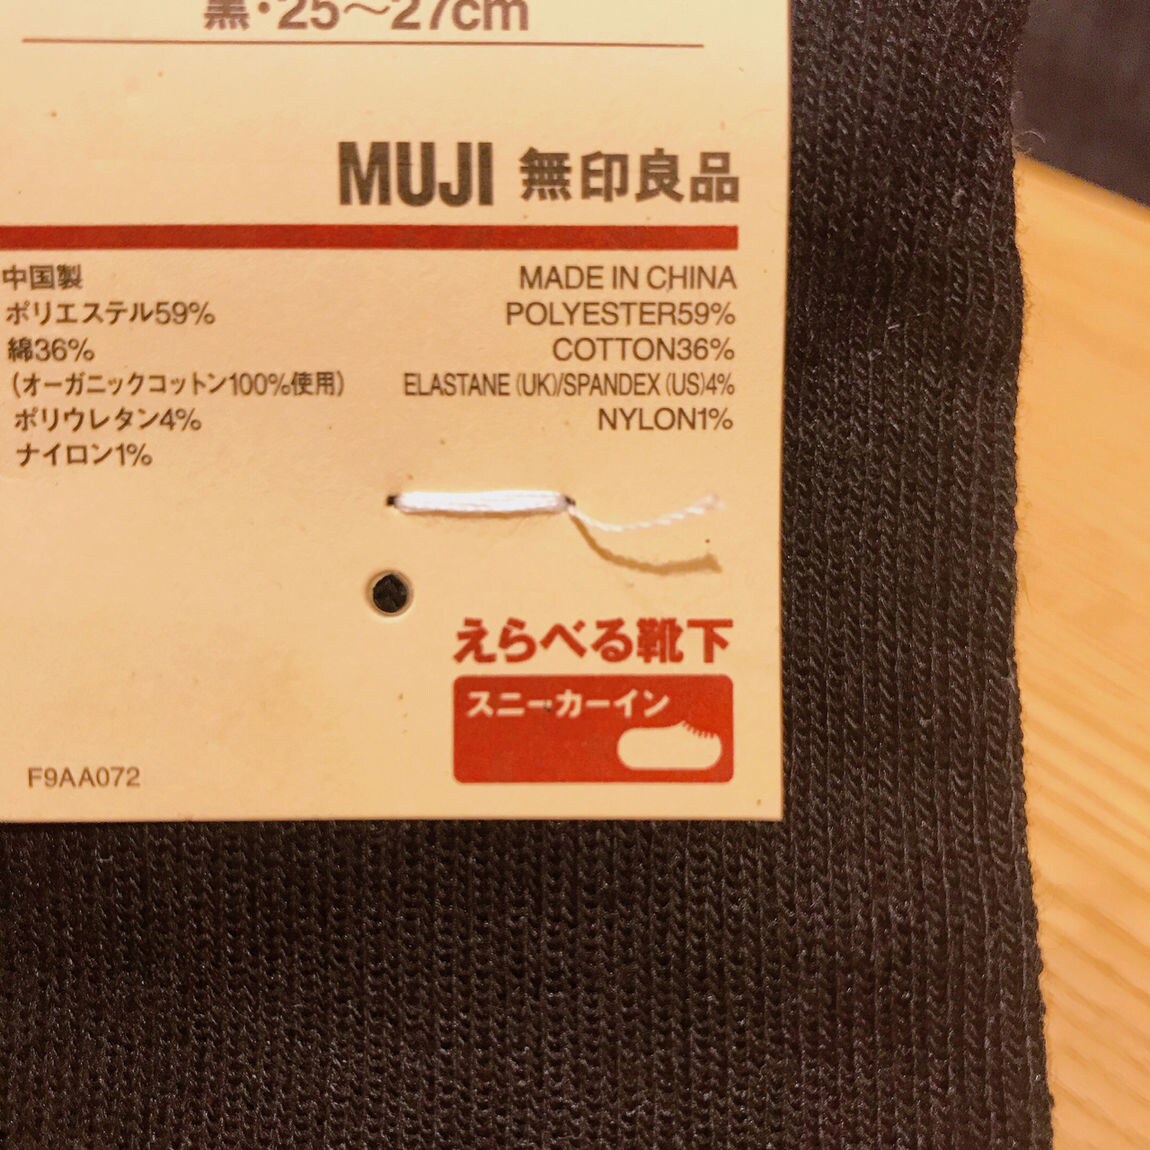 黒・25〜27cm
MUJI 無印良品
中国製
ポリエステル59%
綿36%
(オーガニックコットン100%使用)
ポリウレタン4%
ナイロン1%
MADE IN CHINA
POLYESTER59%
COTTON36%
ELASTANE (UK)/SPANDEX (US)4%
NYLON1%
えらべる靴下
スニーカーイン
F9AA072